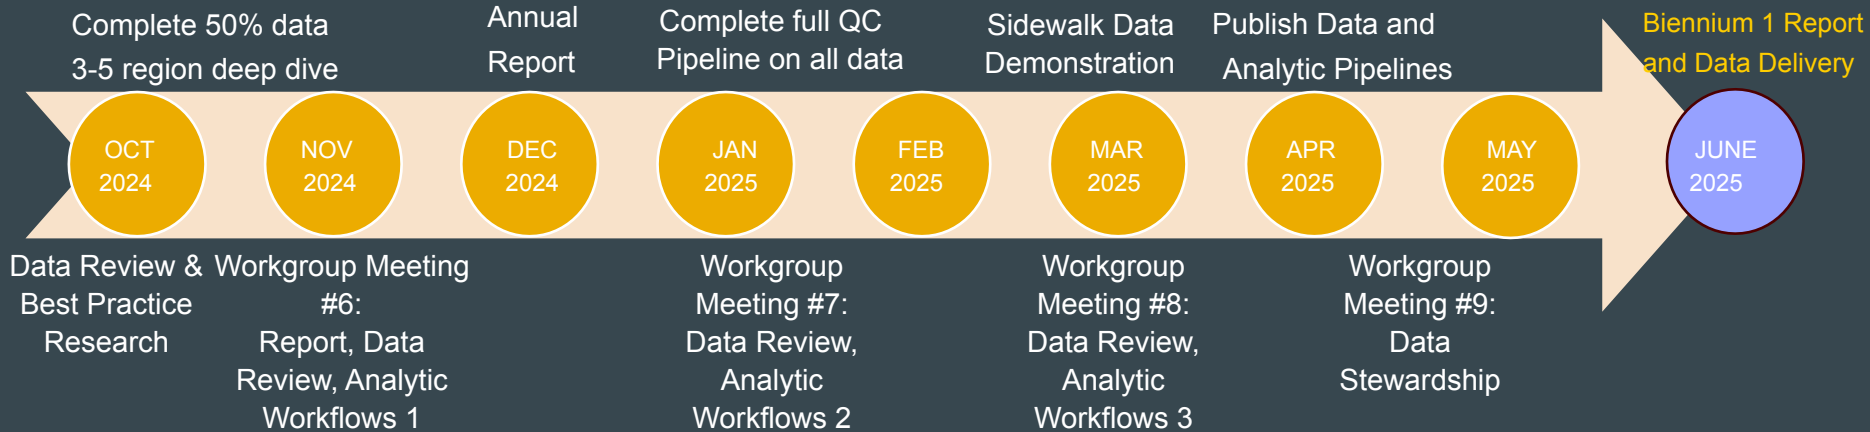 Complete 50% data
3-5 region deep dive
Annual
Report
Complete full QC
Pipeline on all data
Sidewalk Data
Demonstration
Publish Data and
Analytic Pipelines
Biennium 1 Report
and Data Delivery
OCT
2024
NOV
2024
DEC
2024
JAN
2025
FEB
2025
MAR
2025
APR
2025
MAY
2025
JUNE
2025
Data Review &
Best Practice
Research
Workgroup Meeting
#6:
Report, Data
Review, Analytic
Workflows 1
Workgroup
Meeting #7:
Data Review,
Analytic
Workflows 2
Workgroup
Meeting #8:
Data Review,
Analytic
Workflows 3
Workgroup
Meeting #9:
Data
Stewardship